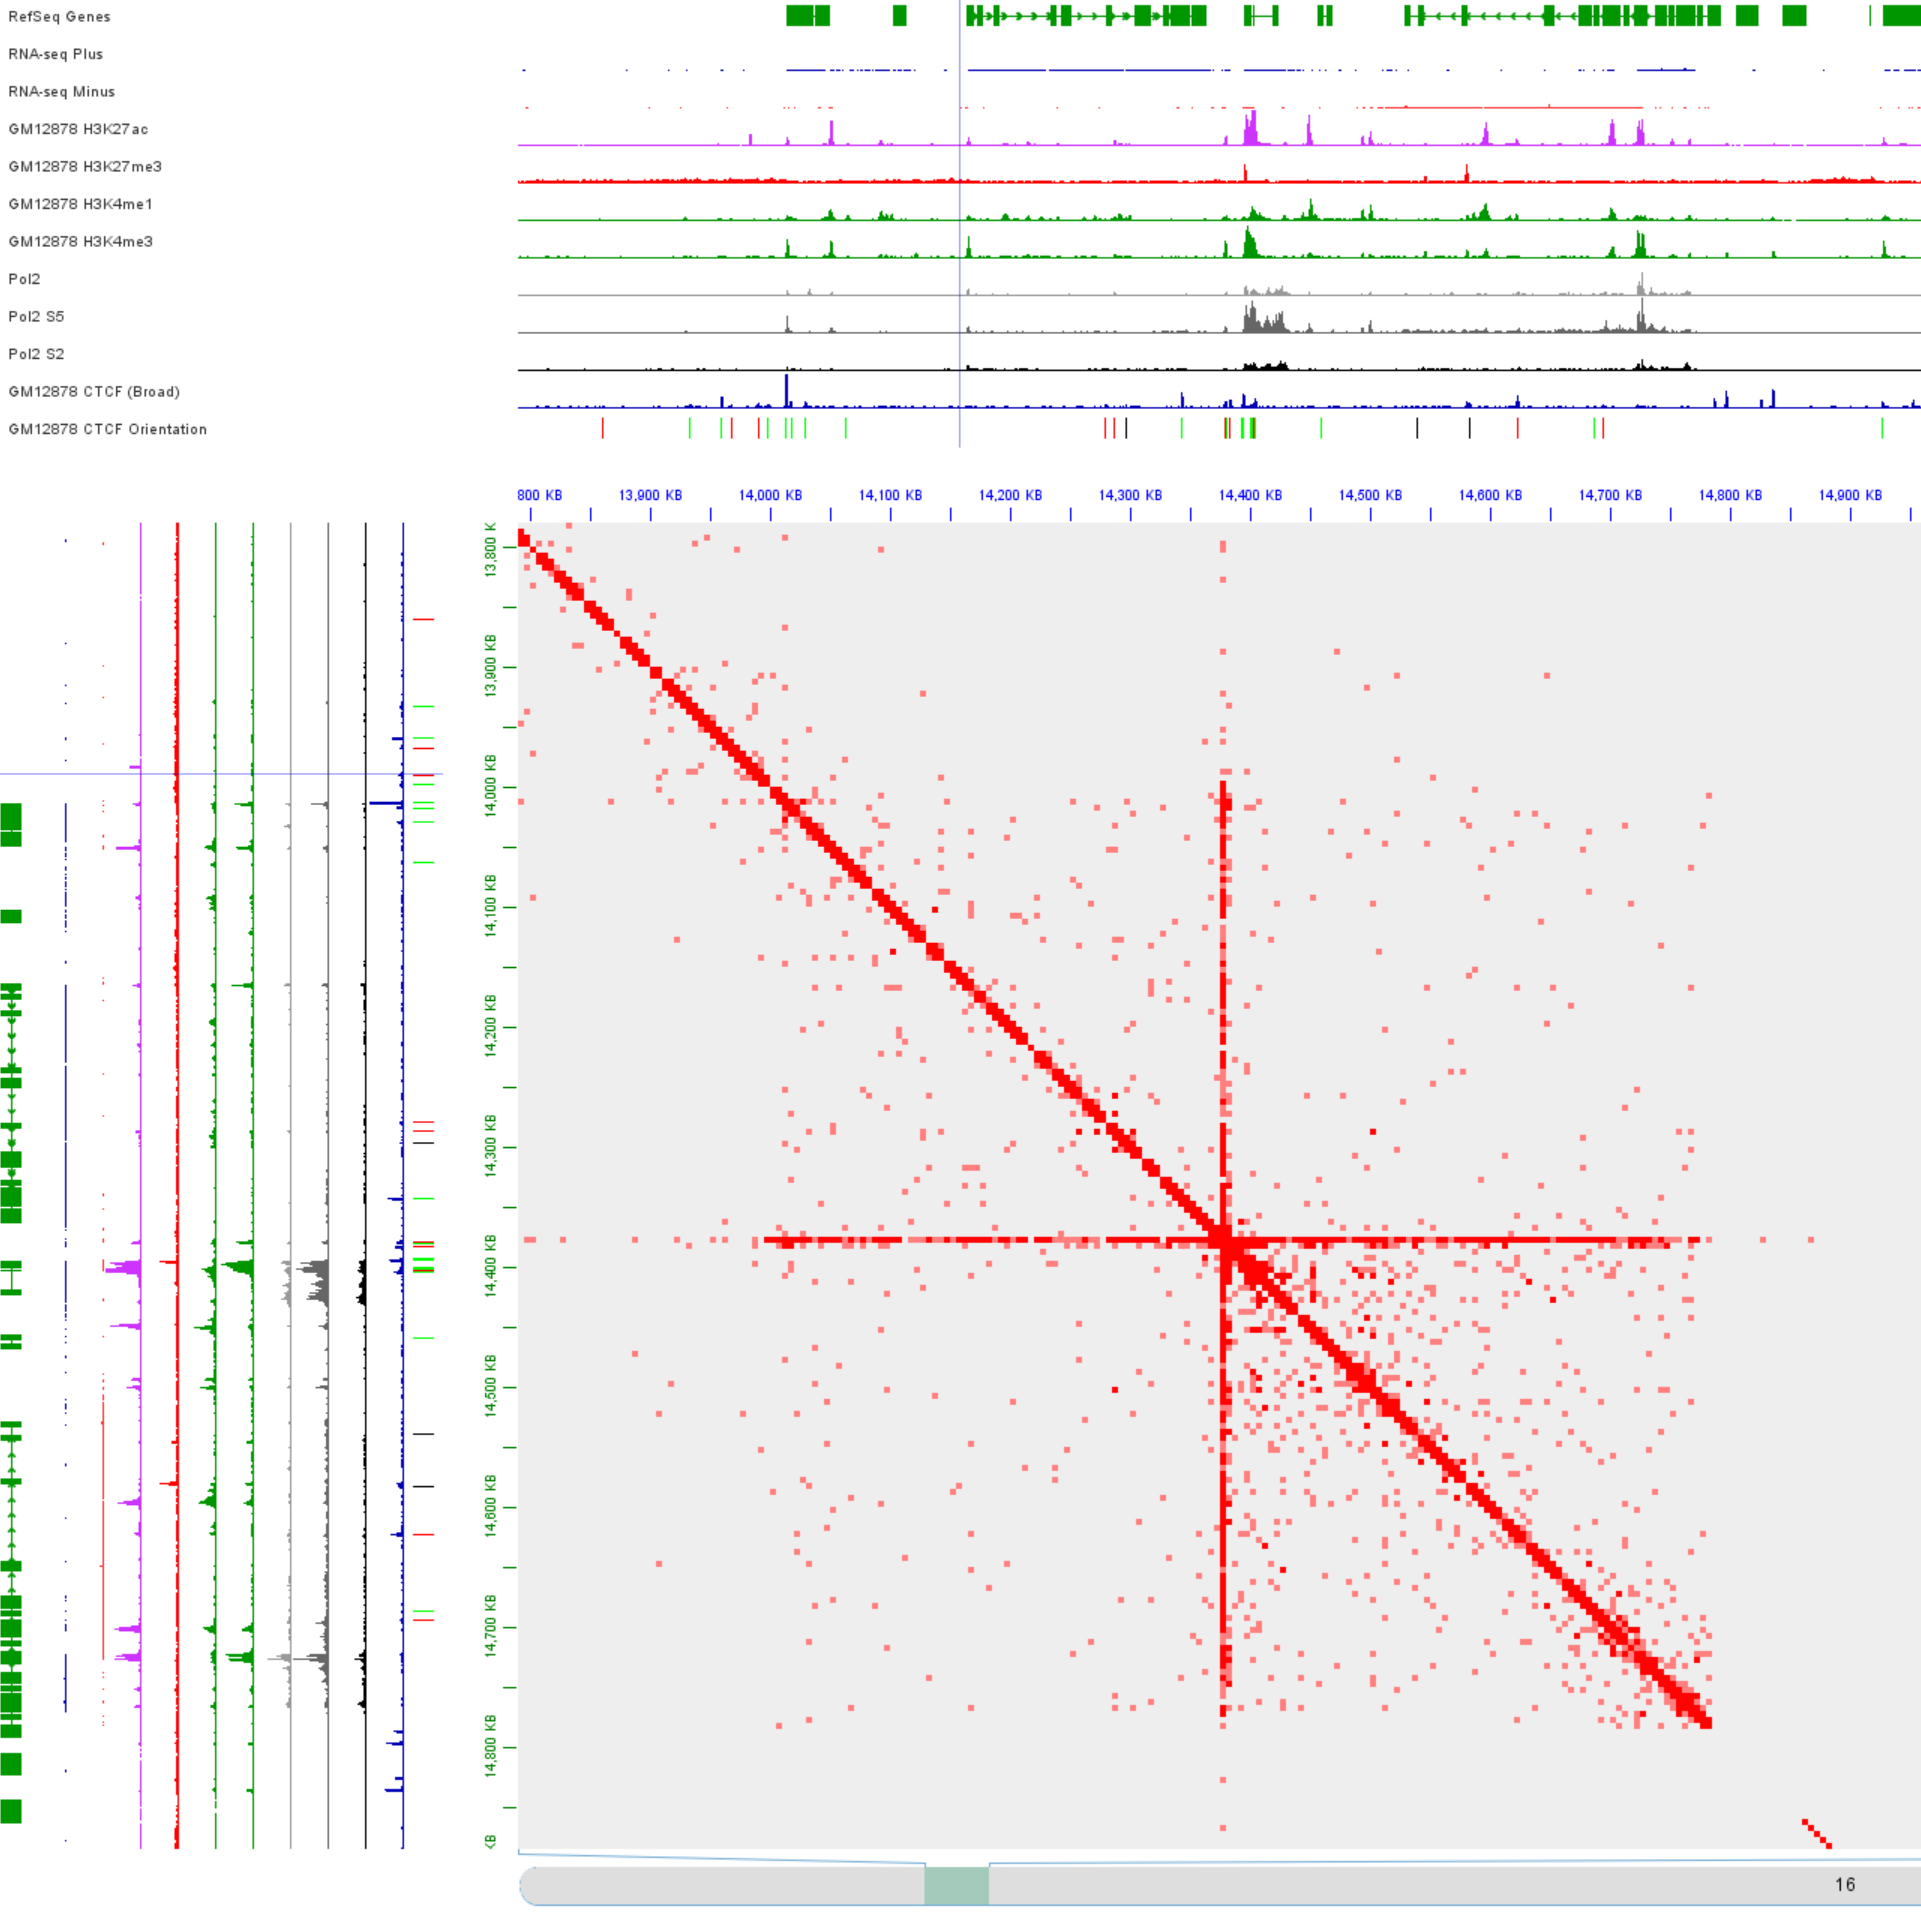 RefSeq Genes
RNA-seq Plus
RNA-seq Minus
GM12878 H3K27ac
GM12878 H3K27me3
GM12878 H3K4me1
GM12878 H3K4me3
Pol2
Pol2 S5
Pol2 S2
GM12878 CTCF (Broad)
GM12878 CTCF Orientation
800 KB 13,900 KB 14,000 KB 14,100 KB 14,200 KB 14,300 KB 14,400 KB 14,500 KB 14,600 KB 14,700 KB 14,800 KB 14,900 KB
13,800 K
13,900 KB
14,000 KB
14,100 KB
14,200 KB
14,300 KB
14,400 KB
14,500 KB
14,600 KB
14,700 KB
14,800 KB
KB
16